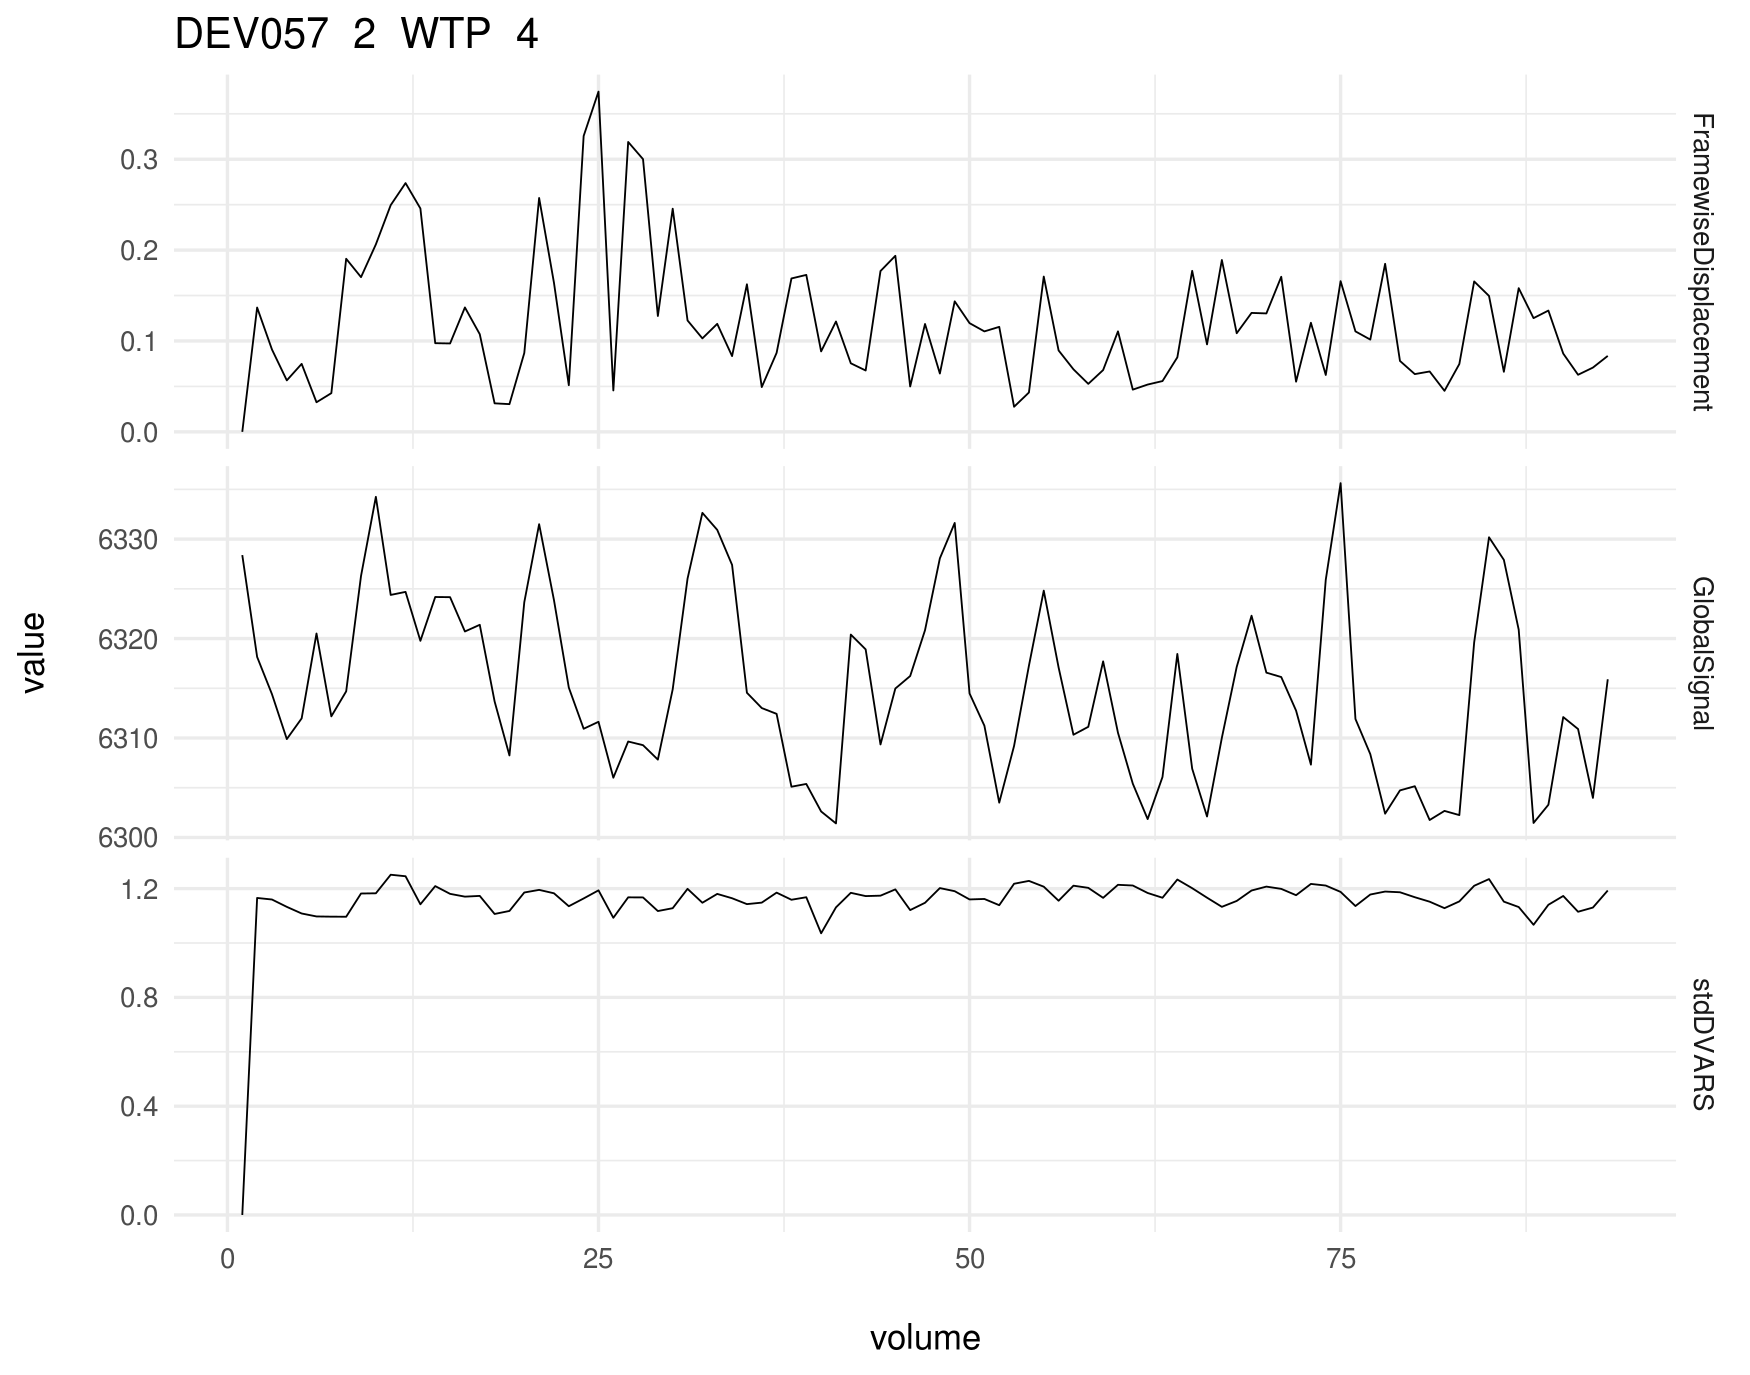 DEV057 2 WTP 4
0.3
0.2
0.1
0.0
FramewiseDisplacement
6330
6320
6310
6300
GlobalSignal
1.2
0.8
0.4
0.0
stdDVARS
value
0 25 50 75
volume